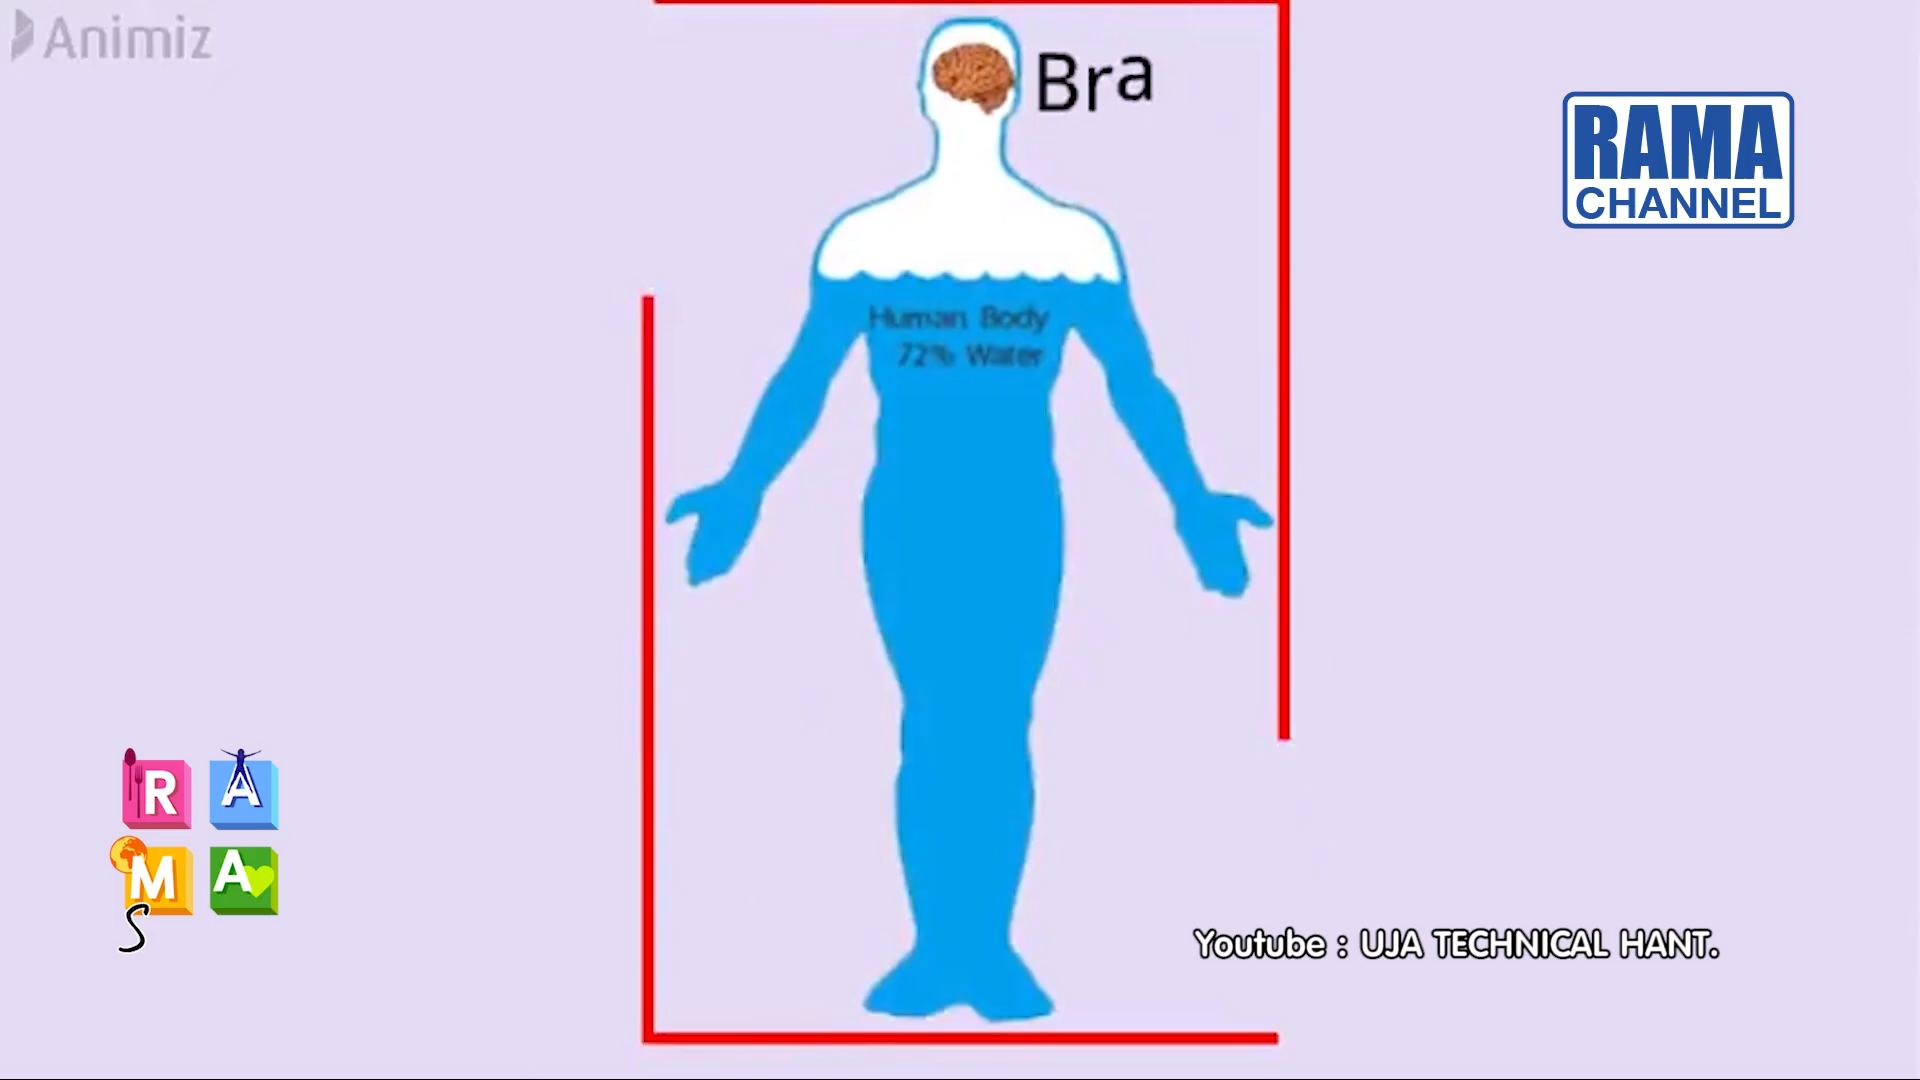 Animiz
Bra
RAMA
CHANNEL
Human Body
72% Water
R A
M A
S
Youtube : UJA TECHNICAL HANT.